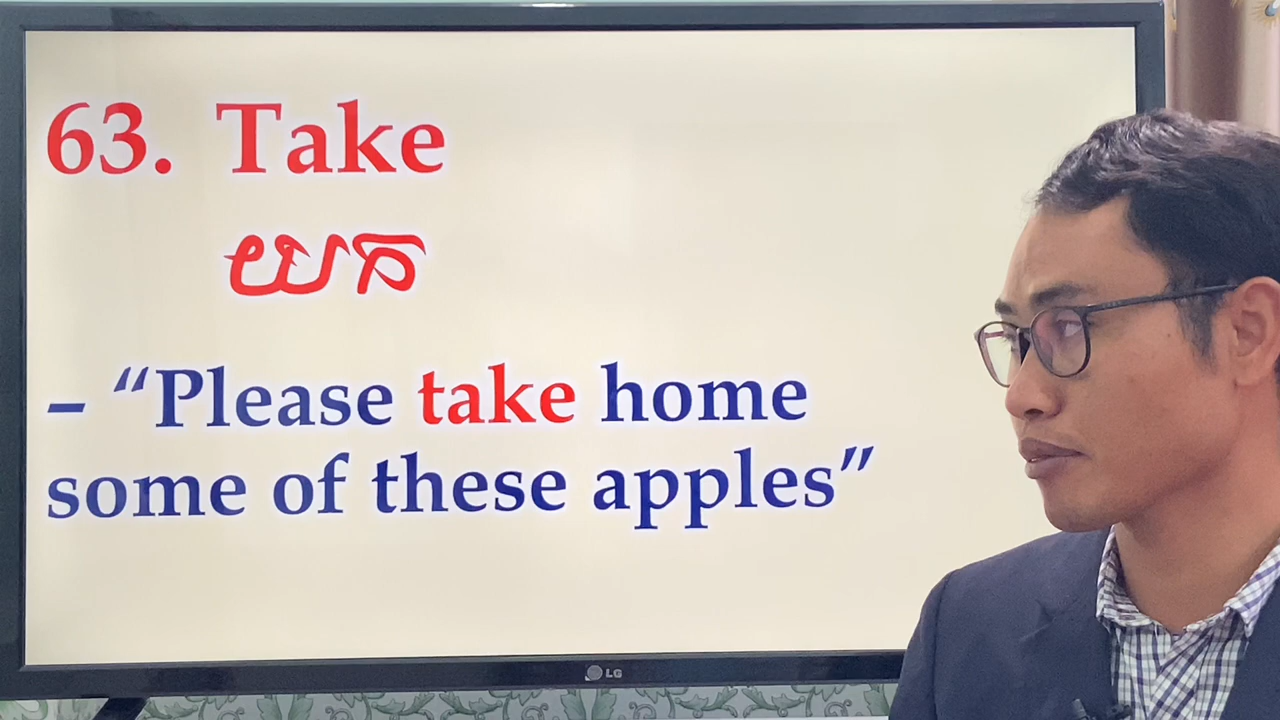 63. Take
យក
– “Please take home
some of these apples”
LG